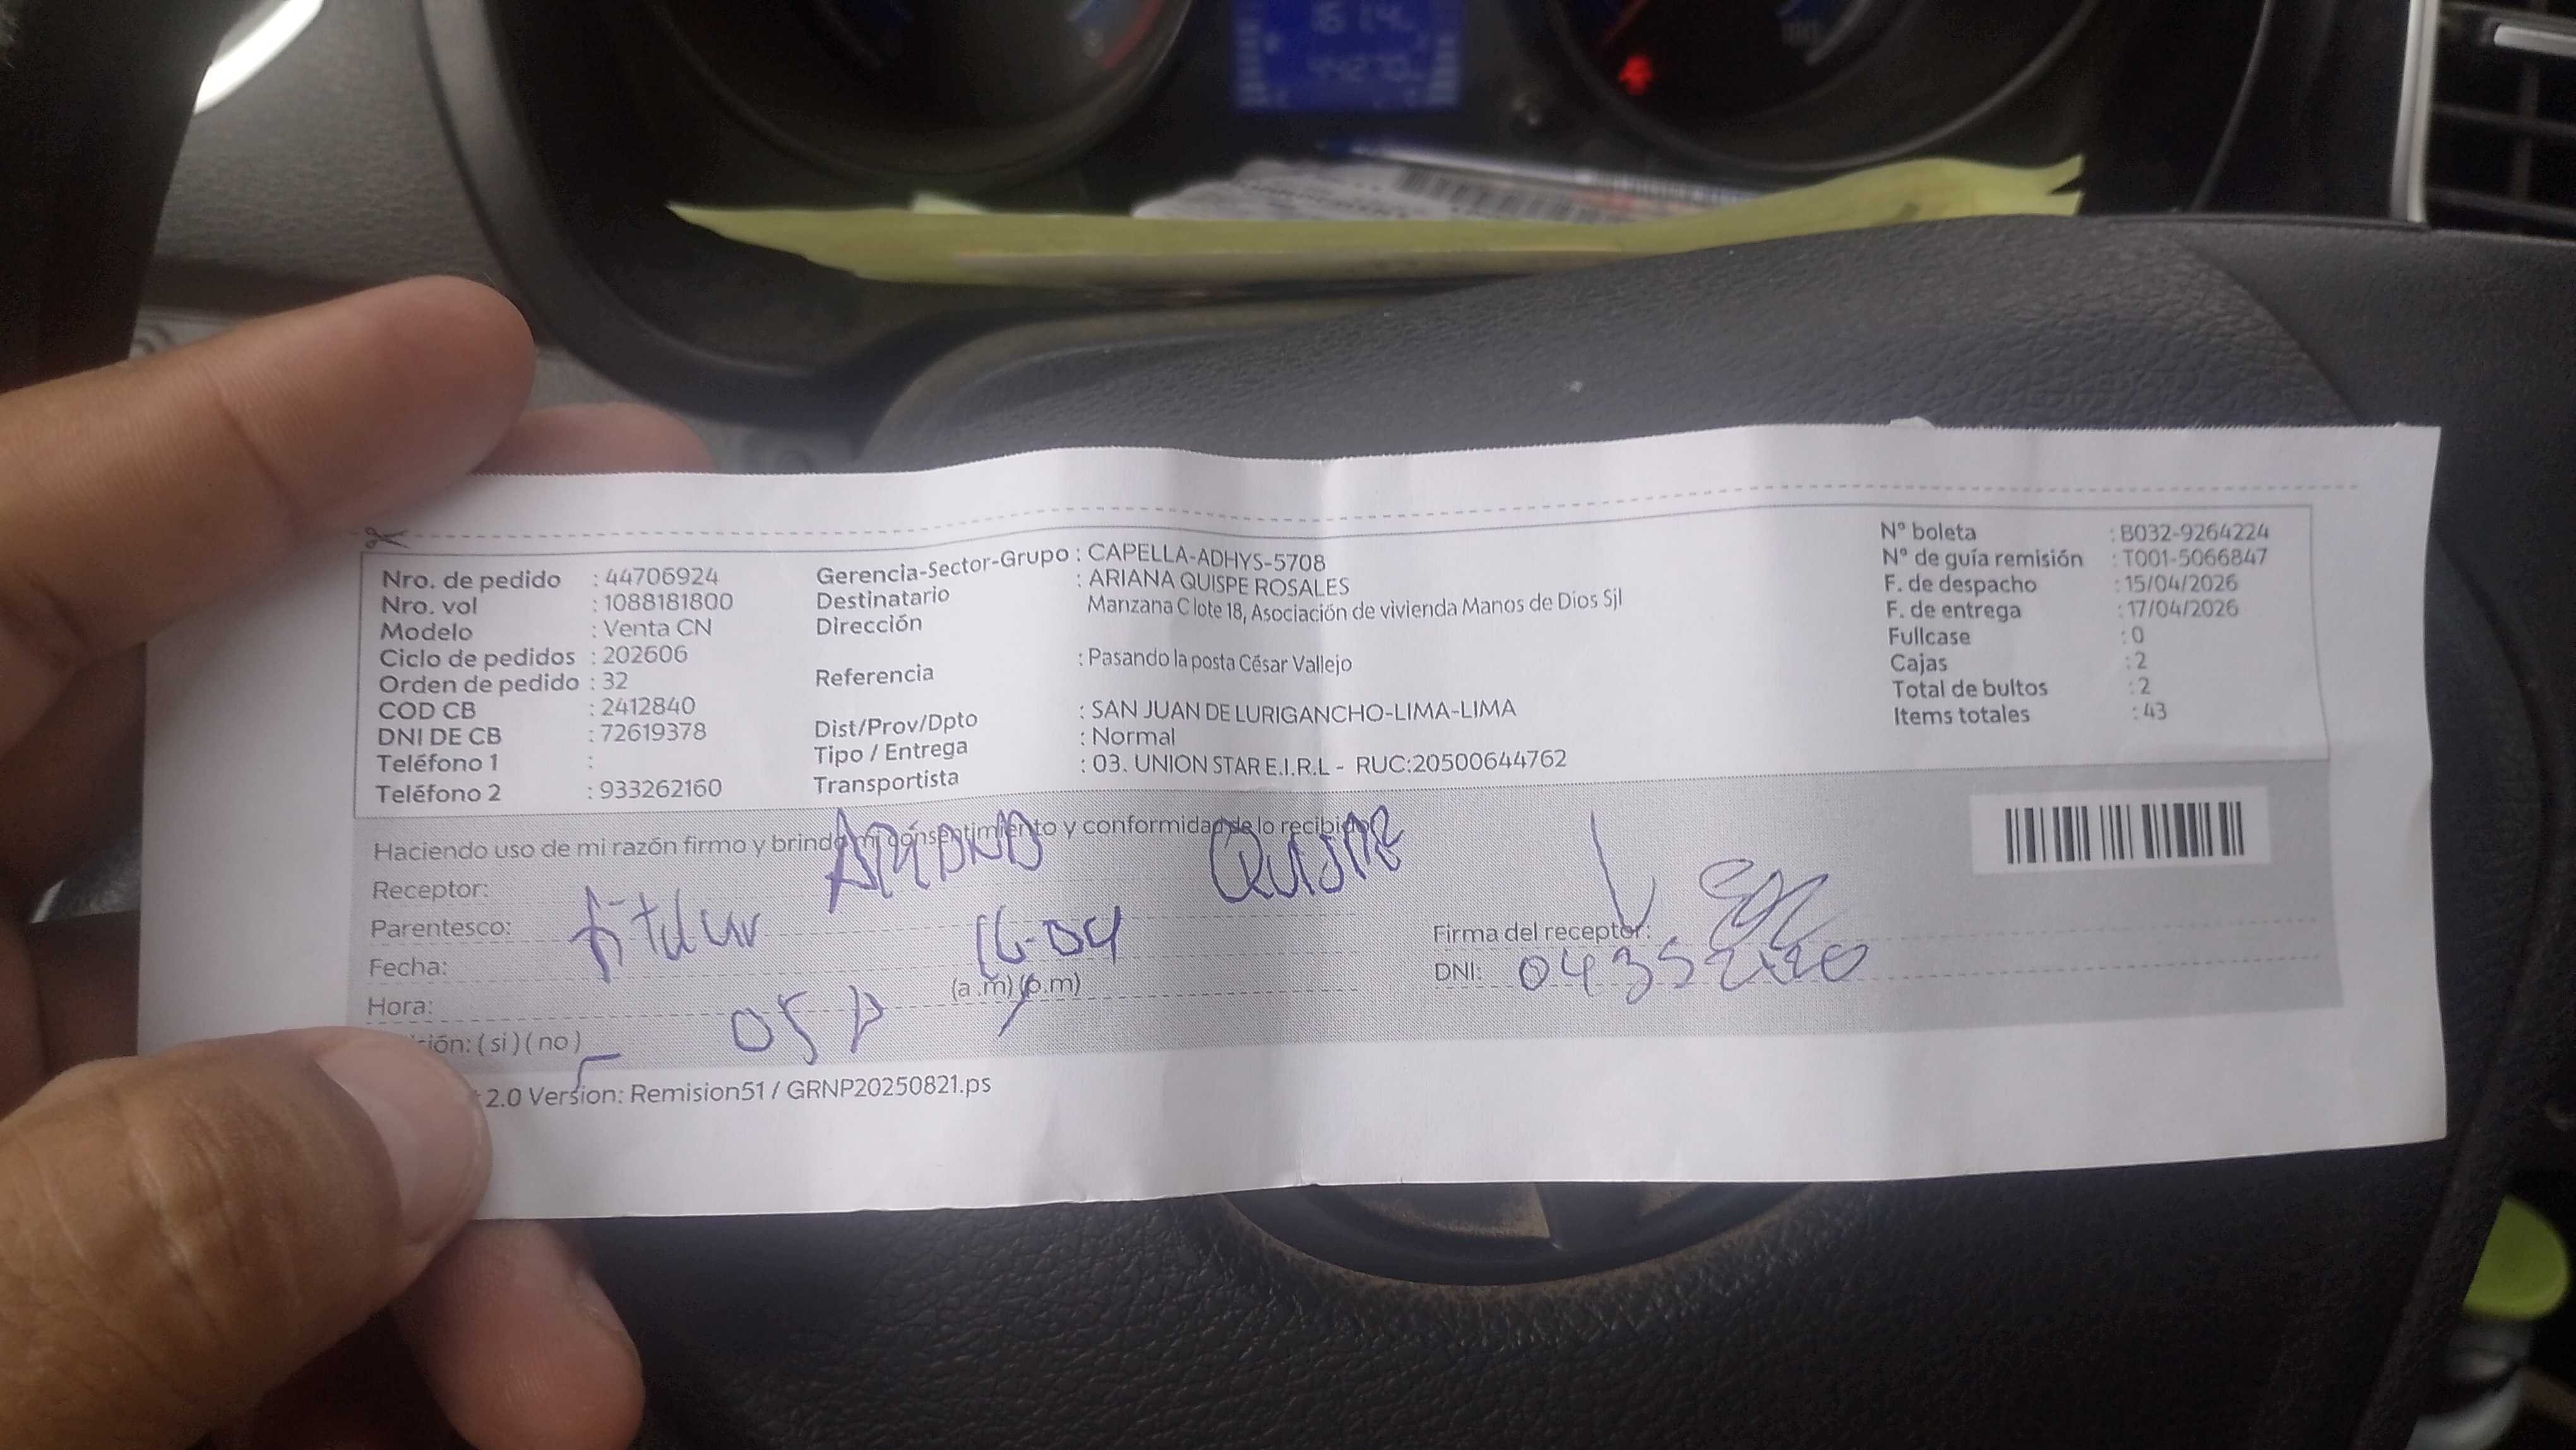 Nro. de pedido : 44706924
Nro. vol : 1088181800
Modelo : Venta CN
Ciclo de pedidos : 202606
Orden de pedido : 32
COD CB : 2412840
DNI DE CB : 72619378
Teléfono 1 :
Teléfono 2 : 933262160
Gerencia-Sector-Grupo : CAPELLA-ADHYS-5708
Destinatario : ARIANA QUISPE ROSALES
Dirección Manzana C lote 18, Asociación de vivienda Manos de Dios Sjl
Referencia : Pasando la posta César Vallejo
Dist/Prov/Dpto : SAN JUAN DE LURIGANCHO-LIMA-LIMA
Tipo / Entrega : Normal
Transportista : 03. UNION STAR E.I.R.L - RUC:20500644762
N° boleta : B032-9264224
N° de guía remisión : T001-5066847
F. de despacho : 15/04/2026
F. de entrega : 17/04/2026
Fullcase : 0
Cajas : 2
Total de bultos : 2
Items totales : 43
Haciendo uso de mi razón firmo y brindo mi consentimiento y conformidad de lo recibido
Receptor: Quispe
Parentesco:
Fecha: 16-04
Hora: 05 P (a.m) (p.m)
ión: ( si ) ( no )
Firma del receptor:
DNI:
2.0 Version: Remision51 / GRNP20250821.ps